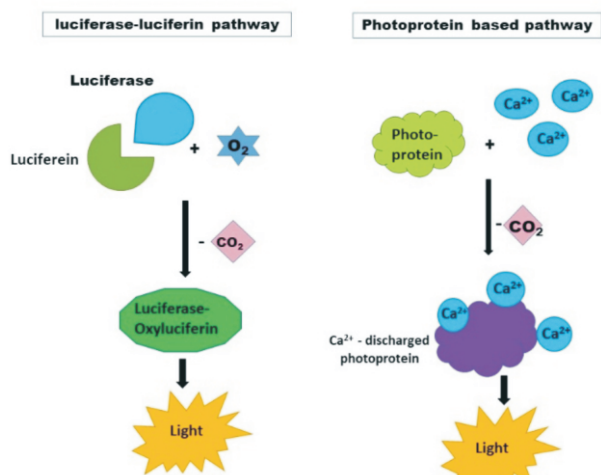 luciferase-luciferin pathway
Luciferase
Luciferein
+
O2
- CO2
Luciferase-
Oxyluciferin
Light
Photoprotein based pathway
Photo-
protein
+
Ca2+
Ca2+
Ca2+
- CO2
Ca2+
Ca2+
Ca2+
Ca2+ - discharged
photoprotein
Light